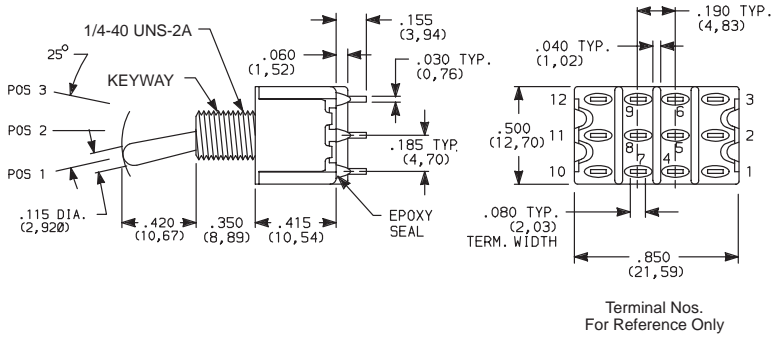 1/4-40 UNS-2A
25°
KEYWAY
POS 3
POS 2
POS 1
.115 DIA.
(2,920)
.420
(10,67)
.350
(8,89)
.415
(10,54)
.060
(1,52)
.155
(3,94)
.030 TYP.
(0,76)
.185 TYP.
(4,70)
EPOXY
SEAL
.190 TYP.
(4,83)
.040 TYP.
(1,02)
.500
(12,70)
12 9 6 3
11 8 5 2
10 7 4 1
.080 TYP.
(2,03)
TERM. WIDTH
.850
(21,59)
Terminal Nos.
For Reference Only